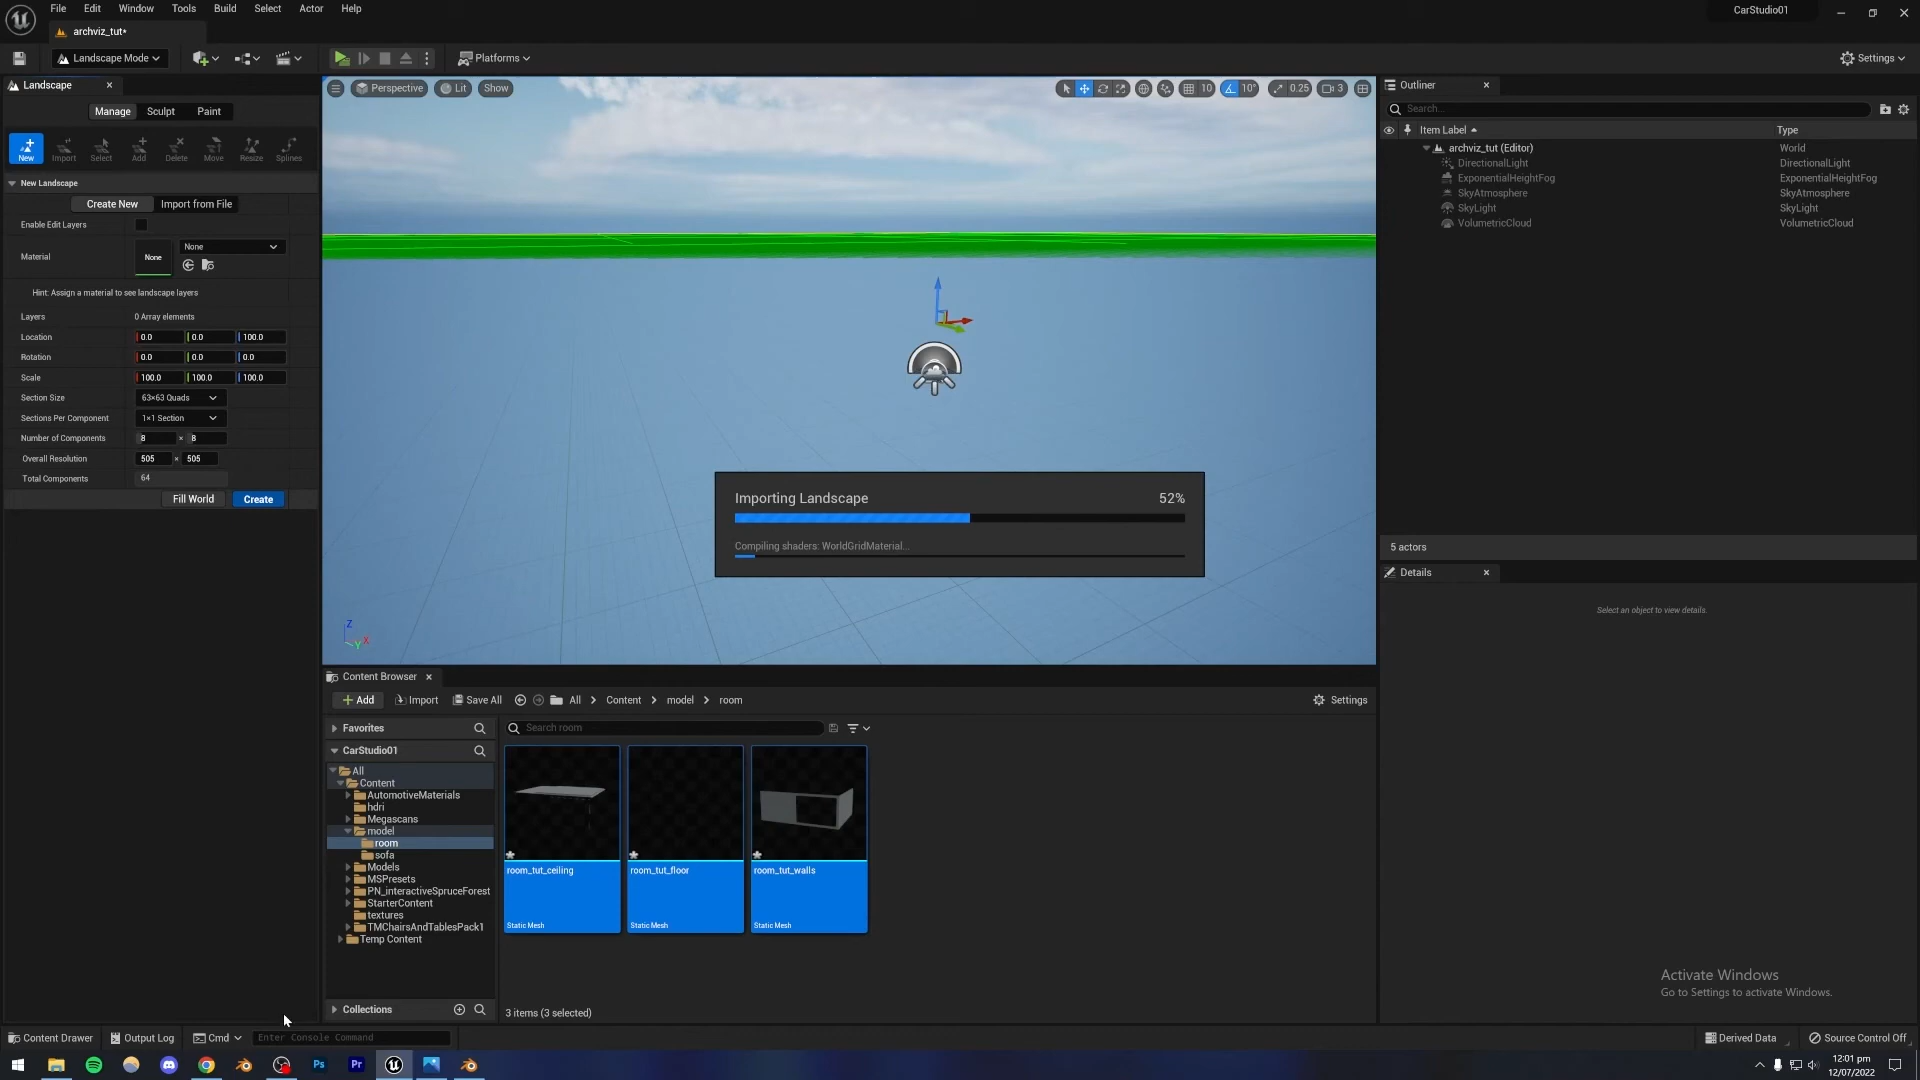 File Edit Window Tools Build Select Actor Help
CarStudio01
archviz_tut*
Landscape Mode
Platforms
Settings
Landscape
Manage Sculpt Paint
New Import Select Add Delete Move Resize Splines
New Landscape
Create New Import from File
Enable Edit Layers
Material None None
Hint: Assign a material to see landscape layers
Layers 0 Array elements
Location 0.0 0.0 100.0
Rotation 0.0 0.0 0.0
Scale 100.0 100.0 100.0
Section Size 63×63 Quads
Sections Per Component 1×1 Section
Number of Components 8 × 8
Overall Resolution 505 × 505
Total Components 64
Fill World Create
Perspective Lit Show
10 10° 0.25 3
Importing Landscape 52%
Compiling shaders: WorldGridMaterial...
Z
Y X
Outliner
Search...
Item Label Type
archviz_tut (Editor) World
DirectionalLight DirectionalLight
ExponentialHeightFog ExponentialHeightFog
SkyAtmosphere SkyAtmosphere
SkyLight SkyLight
VolumetricCloud VolumetricCloud
5 actors
Details
Select an object to view details.
Content Browser
Add Import Save All All Content model room
Settings
Favorites
Search room
CarStudio01
All
Content
AutomotiveMaterials
hdri
Megascans
model
room
sofa
Models
MSPresets
PN_interactiveSpruceForest
StarterContent
textures
TMChairsAndTablesPack1
Temp Content
Collections
room_tut_ceiling
Static Mesh
room_tut_floor
Static Mesh
room_tut_walls
Static Mesh
3 items (3 selected)
Activate Windows
Go to Settings to activate Windows.
Content Drawer Output Log Cmd Enter Console Command
Derived Data Source Control Off
Ps Pr
12:01 pm
12/07/2022